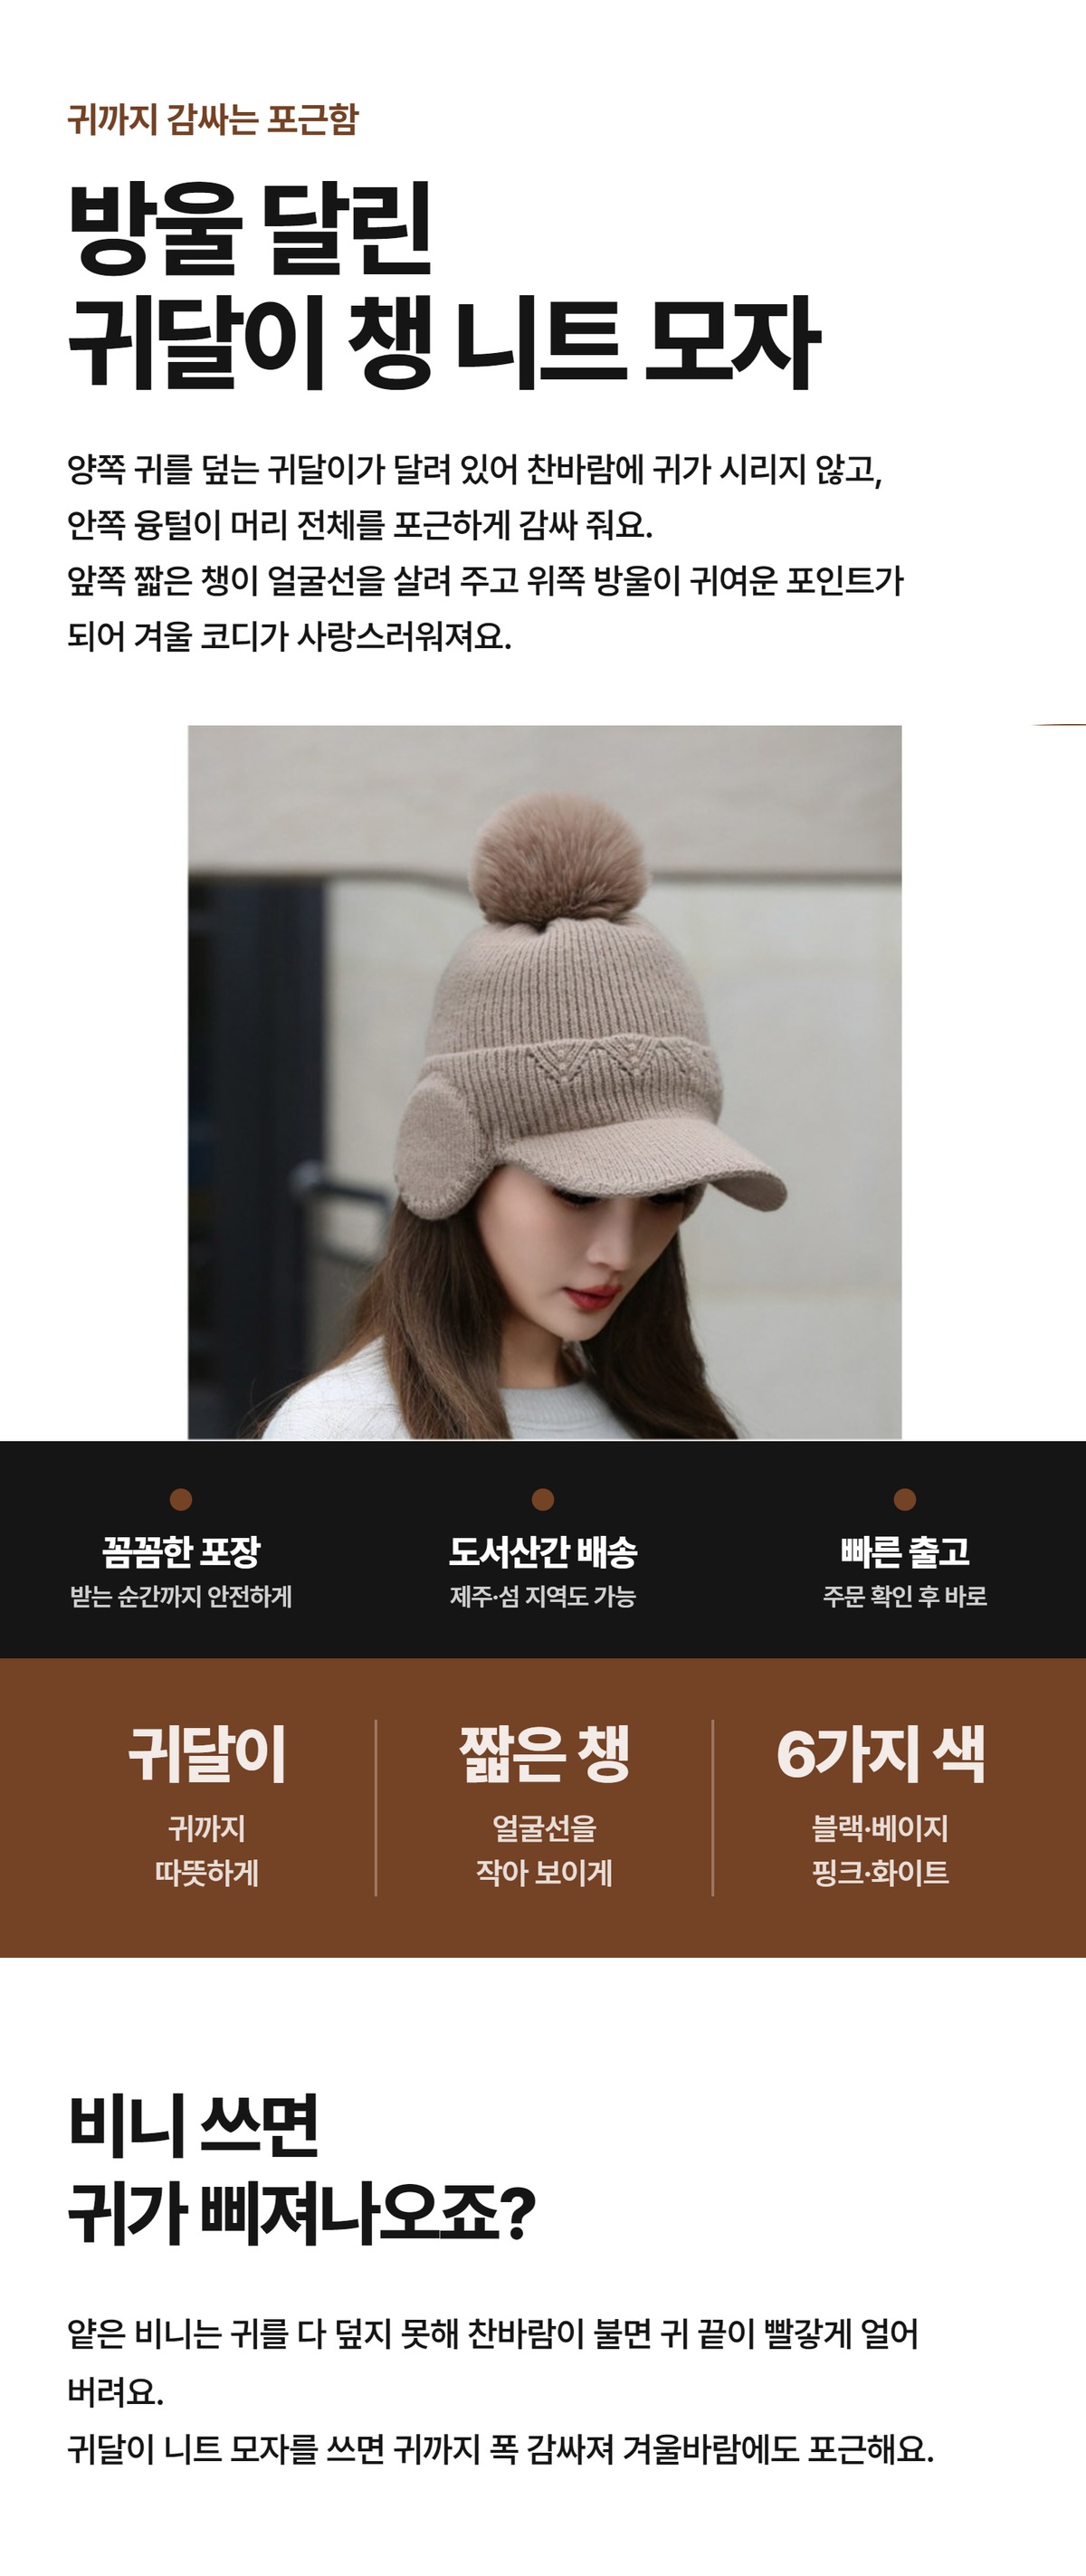 귀까지 감싸는 포근함
방울 달린
귀달이 챙 니트 모자
양쪽 귀를 덮는 귀달이가 달려 있어 찬바람에 귀가 시리지 않고,
안쪽 융털이 머리 전체를 포근하게 감싸 줘요.
앞쪽 짧은 챙이 얼굴선을 살려 주고 위쪽 방울이 귀여운 포인트가
되어 겨울 코디가 사랑스러워져요.
꼼꼼한 포장
받는 순간까지 안전하게
도서산간 배송
제주·섬 지역도 가능
빠른 출고
주문 확인 후 바로
귀달이
귀까지
따뜻하게
짧은 챙
얼굴선을
작아 보이게
6가지 색
블랙·베이지
핑크·화이트
비니 쓰면
귀가 삐져나오죠?
얕은 비니는 귀를 다 덮지 못해 찬바람이 불면 귀 끝이 빨갛게 얼어
버려요.
귀달이 니트 모자를 쓰면 귀까지 폭 감싸져 겨울바람에도 포근해요.